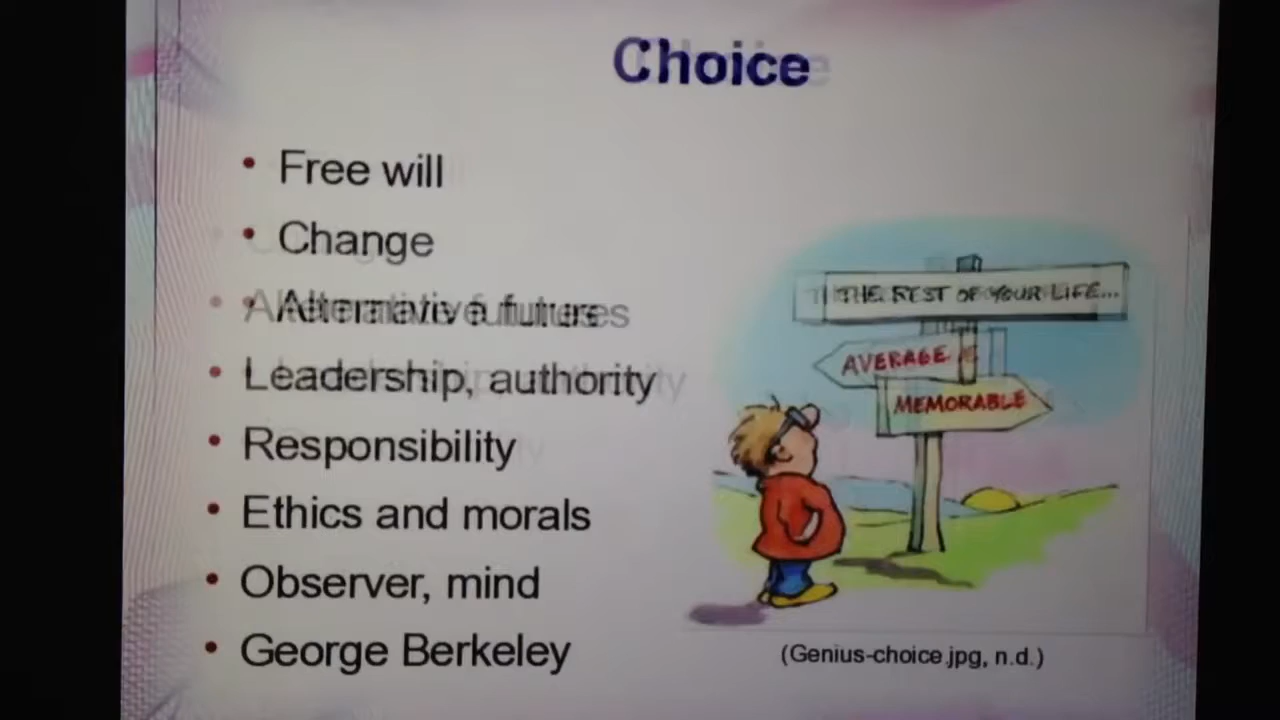 Choice
Free will
Change
Alternative futures
Leadership, authority
Responsibility
Ethics and morals
Observer, mind
George Berkeley
THE REST OF YOUR LIFE...
AVERAGE
MEMORABLE
(Genius-choice.jpg, n.d.)